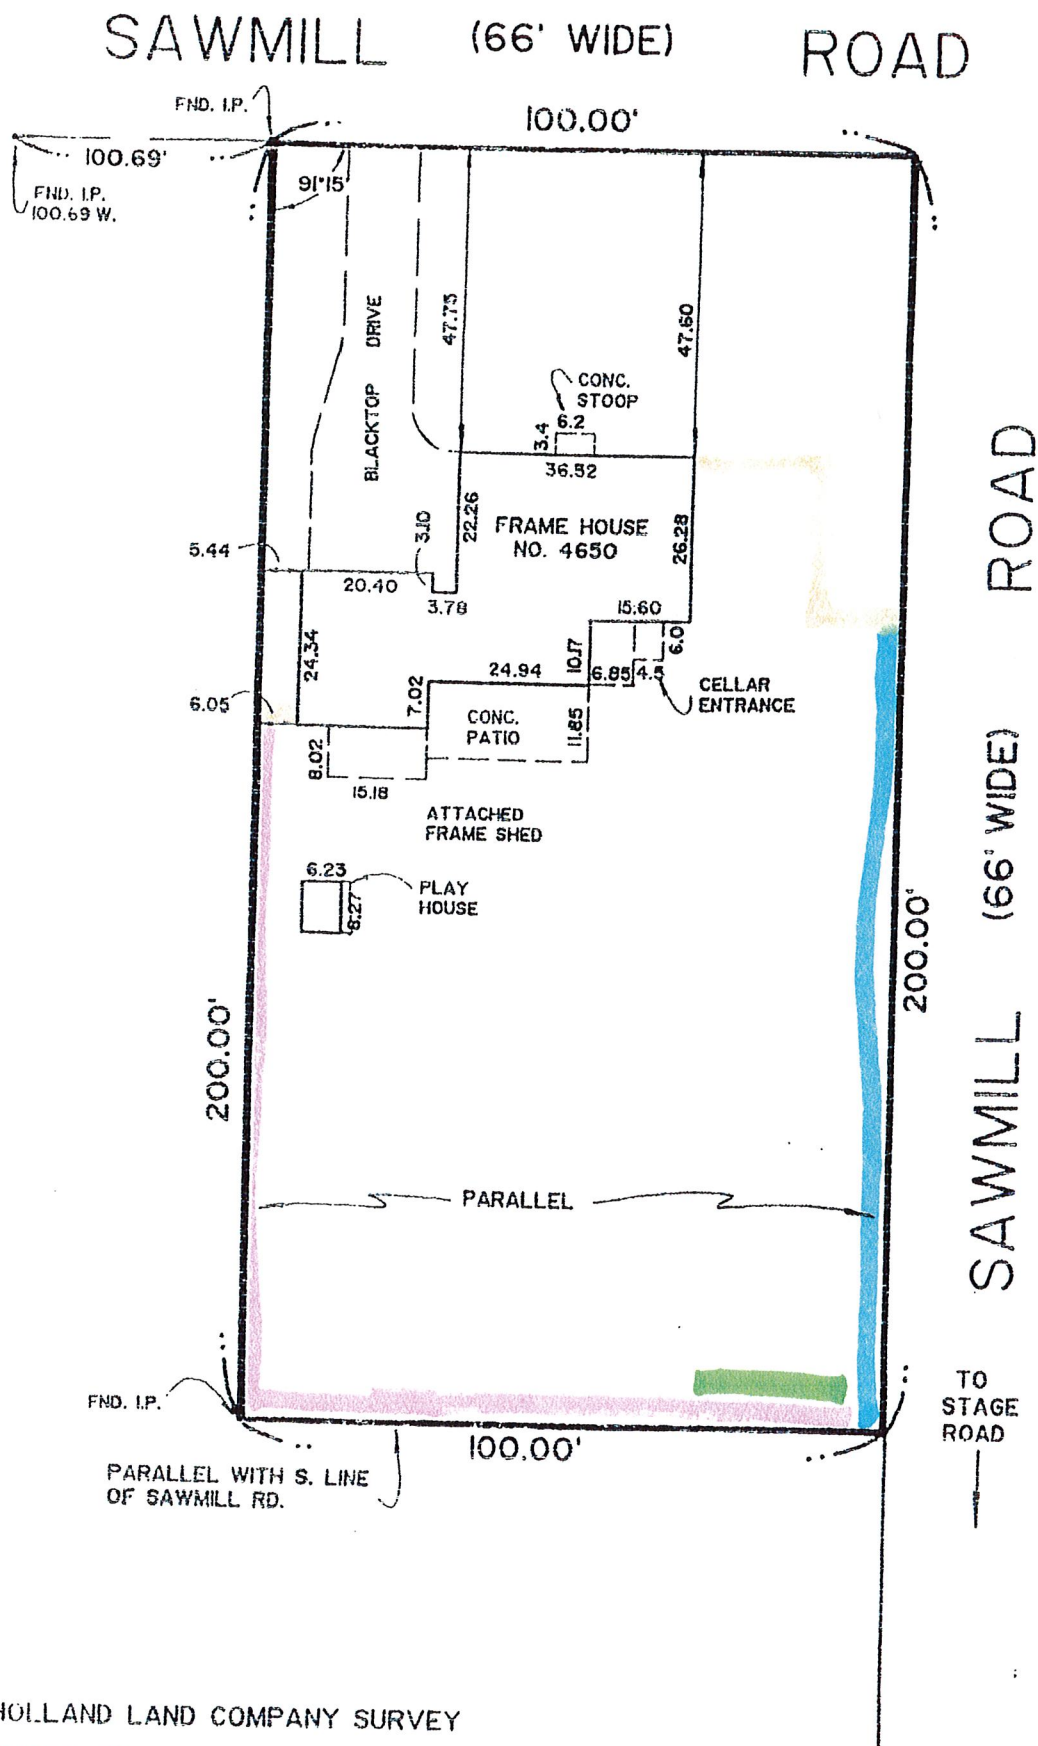 SAWMILL (66' WIDE) ROAD
FND. I.P.
100.00'
100.69'
FND. I.P.
100.69 W.
91°15'
BLACKTOP DRIVE
47.75
47.60
CONC.
STOOP
3.4
6.2
36.52
FRAME HOUSE
NO. 4650
22.26
26.28
3.10
5.44
20.40
3.78
15.60
6.0
24.34
10.17
6.85
4.5
24.94
7.02
CELLAR
ENTRANCE
6.05
CONC.
PATIO
11.85
8.02
15.18
ATTACHED
FRAME SHED
6.23
8.27
PLAY
HOUSE
200.00'
200.00'
SAWMILL (66' WIDE) ROAD
PARALLEL
FND. I.P.
100.00'
TO
STAGE
ROAD
PARALLEL WITH S. LINE
OF SAWMILL RD.
HOLLAND LAND COMPANY SURVEY